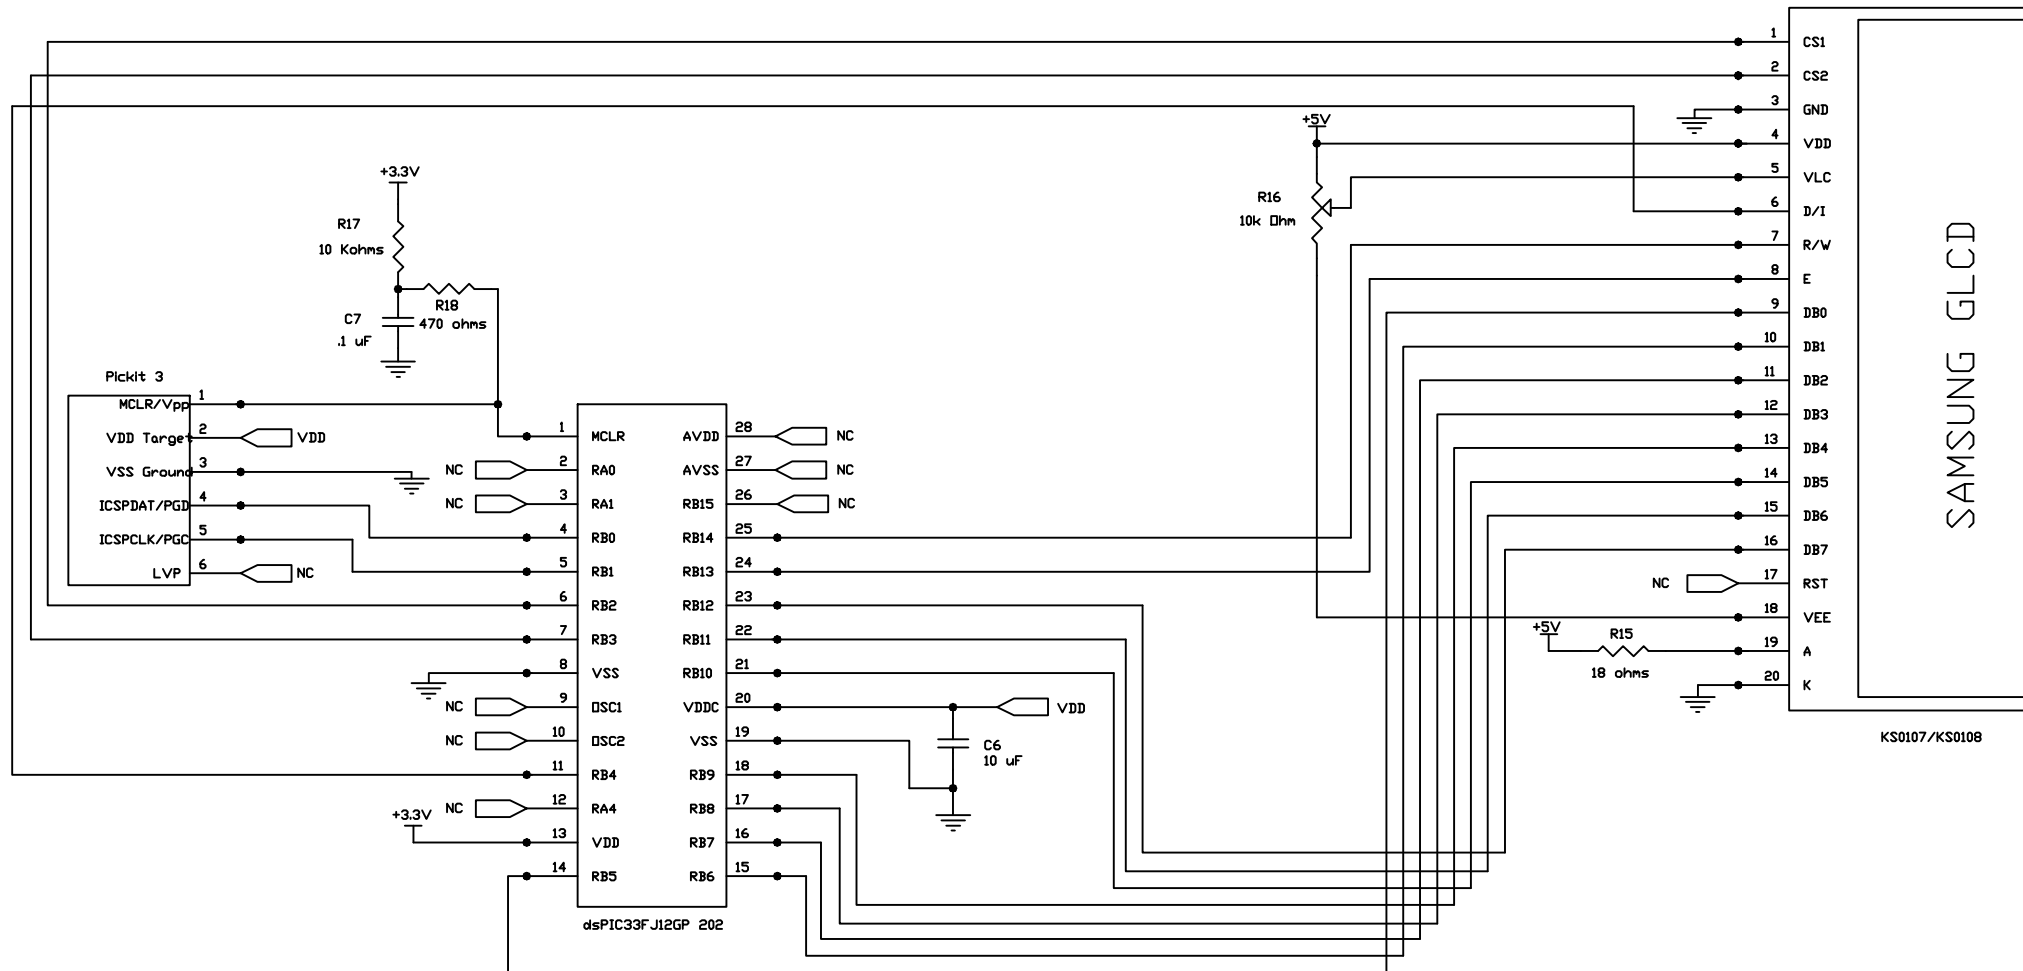 +3.3V
R17
10 Kohms
R18
470 ohms
C7
.1 uF
Pickit 3
MCLR/Vpp 1
VDD Target 2 VDD
VSS Ground 3
ICSPDAT/PGD 4
ICSPCLK/PGC 5
LVP 6 NC
1 MCLR AVDD 28 NC
NC 2 RA0 AVSS 27 NC
NC 3 RA1 RB15 26 NC
4 RB0 RB14 25
5 RB1 RB13 24
6 RB2 RB12 23
7 RB3 RB11 22
8 VSS RB10 21
NC 9 OSC1 VDDC 20 VDD
NC 10 OSC2 VSS 19
C6
10 uF
11 RB4 RB9 18
NC 12 RA4 RB8 17
+3.3V
13 VDD RB7 16
14 RB5 RB6 15
dsPIC33FJ12GP 202
+5V
R16
10k Ohm
1 CS1
2 CS2
3 GND
4 VDD
5 VLC
6 D/I
7 R/W
8 E
9 DB0
10 DB1
11 DB2
12 DB3
13 DB4
14 DB5
15 DB6
16 DB7
NC 17 RST
18 VEE
+5V
R15
18 ohms
19 A
20 K
SAMSUNG GLCD
KS0107/KS0108